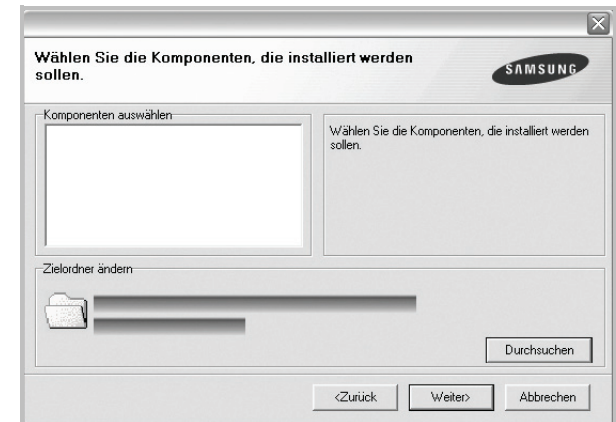 Wählen Sie die Komponenten, die installiert werden
sollen.
SAMSUNG
Komponenten auswählen
Wählen Sie die Komponenten, die installiert werden
sollen.
Zielordner ändern
Durchsuchen
<Zurück
Weiter>
Abbrechen